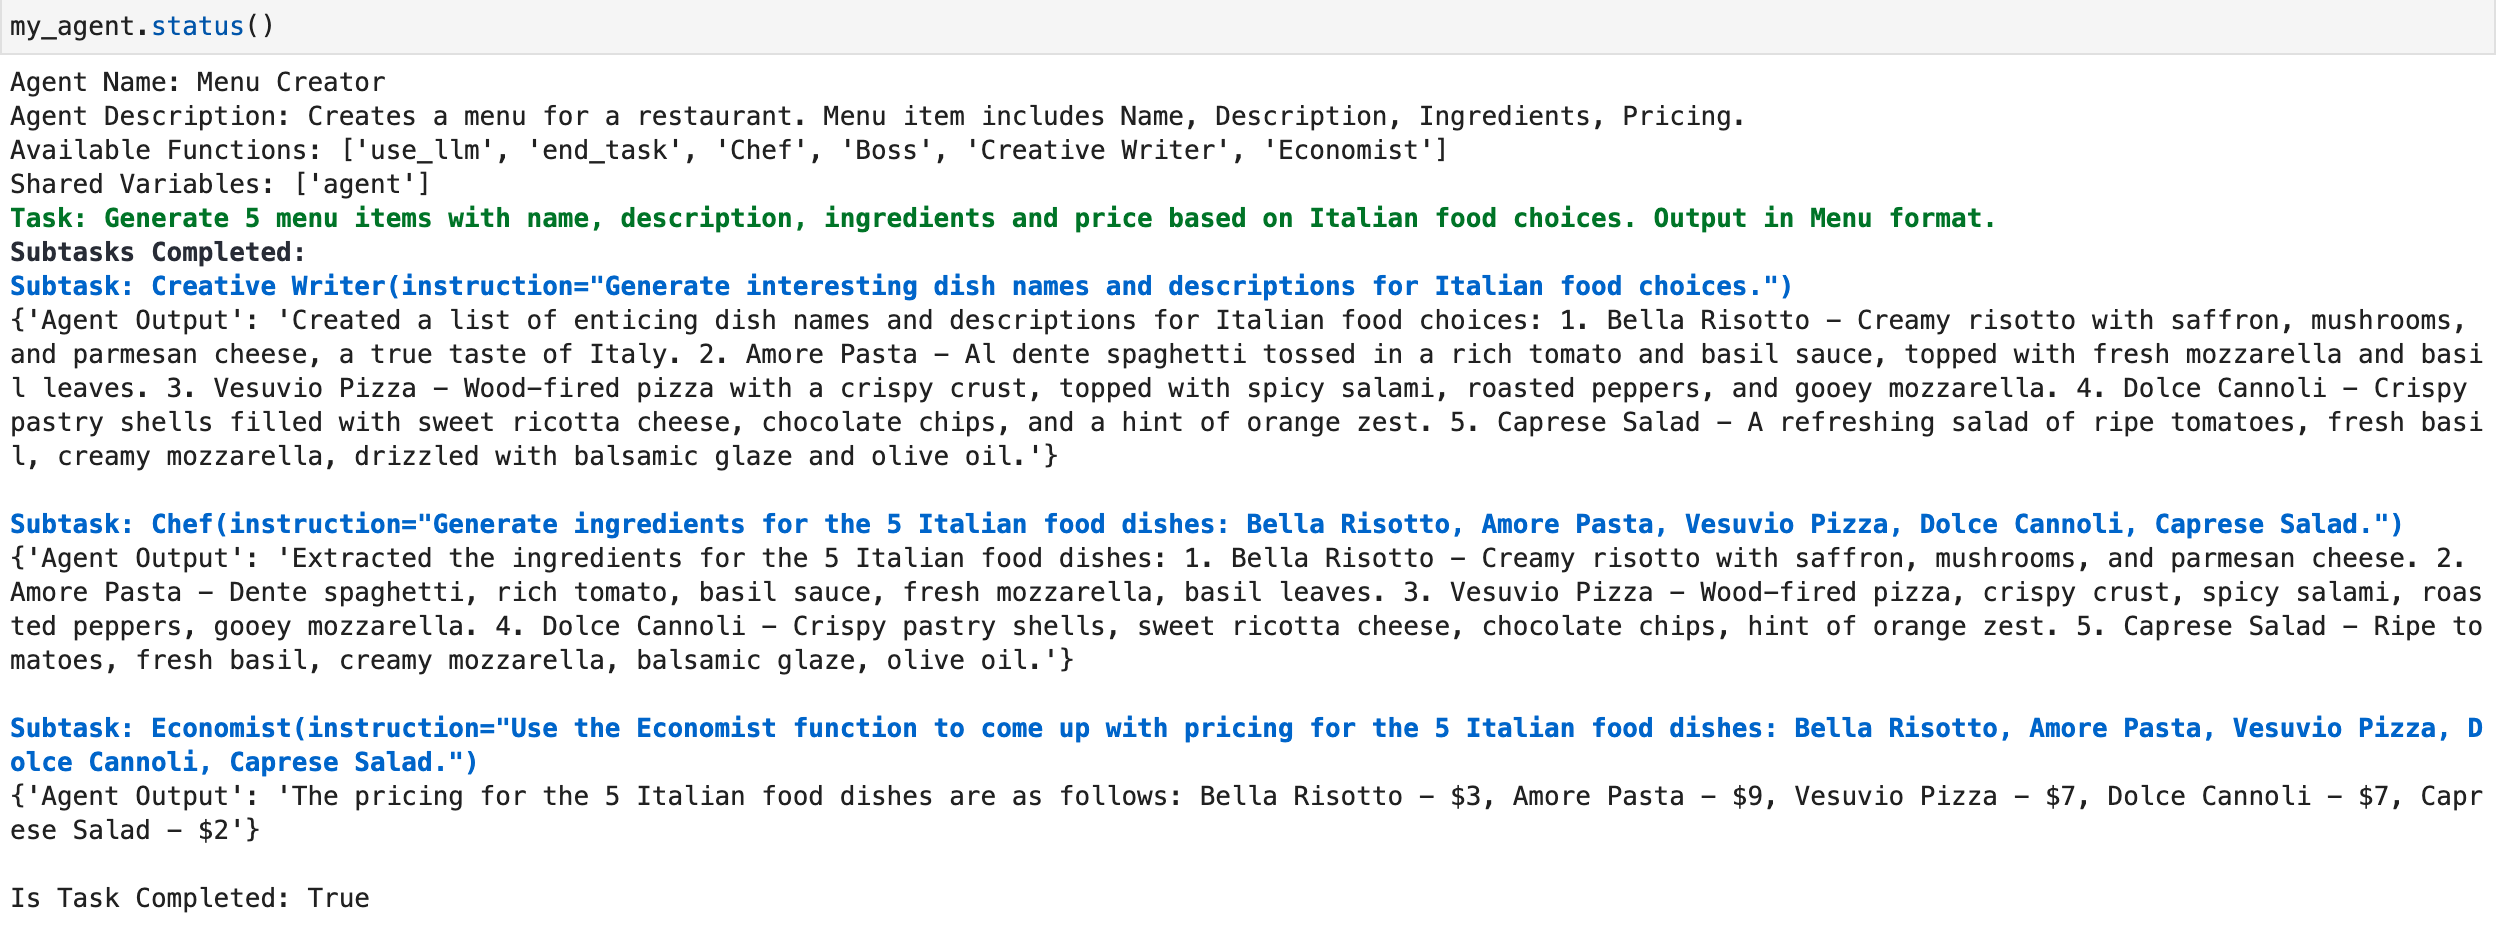 my_agent.status()
Agent Name: Menu Creator
Agent Description: Creates a menu for a restaurant. Menu item includes Name, Description, Ingredients, Pricing.
Available Functions: ['use_llm', 'end_task', 'Chef', 'Boss', 'Creative Writer', 'Economist']
Shared Variables: ['agent']
Task: Generate 5 menu items with name, description, ingredients and price based on Italian food choices. Output in Menu format.
Subtasks Completed:
Subtask: Creative Writer(instruction="Generate interesting dish names and descriptions for Italian food choices.")
{'Agent Output': 'Created a list of enticing dish names and descriptions for Italian food choices: 1. Bella Risotto – Creamy risotto with saffron, mushrooms,
and parmesan cheese, a true taste of Italy. 2. Amore Pasta – Al dente spaghetti tossed in a rich tomato and basil sauce, topped with fresh mozzarella and basi
l leaves. 3. Vesuvio Pizza – Wood-fired pizza with a crispy crust, topped with spicy salami, roasted peppers, and gooey mozzarella. 4. Dolce Cannoli – Crispy
pastry shells filled with sweet ricotta cheese, chocolate chips, and a hint of orange zest. 5. Caprese Salad – A refreshing salad of ripe tomatoes, fresh basi
l, creamy mozzarella, drizzled with balsamic glaze and olive oil.'}
Subtask: Chef(instruction="Generate ingredients for the 5 Italian food dishes: Bella Risotto, Amore Pasta, Vesuvio Pizza, Dolce Cannoli, Caprese Salad.")
{'Agent Output': 'Extracted the ingredients for the 5 Italian food dishes: 1. Bella Risotto – Creamy risotto with saffron, mushrooms, and parmesan cheese. 2.
Amore Pasta – Dente spaghetti, rich tomato, basil sauce, fresh mozzarella, basil leaves. 3. Vesuvio Pizza – Wood-fired pizza, crispy crust, spicy salami, roas
ted peppers, gooey mozzarella. 4. Dolce Cannoli – Crispy pastry shells, sweet ricotta cheese, chocolate chips, hint of orange zest. 5. Caprese Salad – Ripe to
matoes, fresh basil, creamy mozzarella, balsamic glaze, olive oil.'}
Subtask: Economist(instruction="Use the Economist function to come up with pricing for the 5 Italian food dishes: Bella Risotto, Amore Pasta, Vesuvio Pizza, D
olce Cannoli, Caprese Salad.")
{'Agent Output': 'The pricing for the 5 Italian food dishes are as follows: Bella Risotto – $3, Amore Pasta – $9, Vesuvio Pizza – $7, Dolce Cannoli – $7, Capr
ese Salad – $2'}
Is Task Completed: True